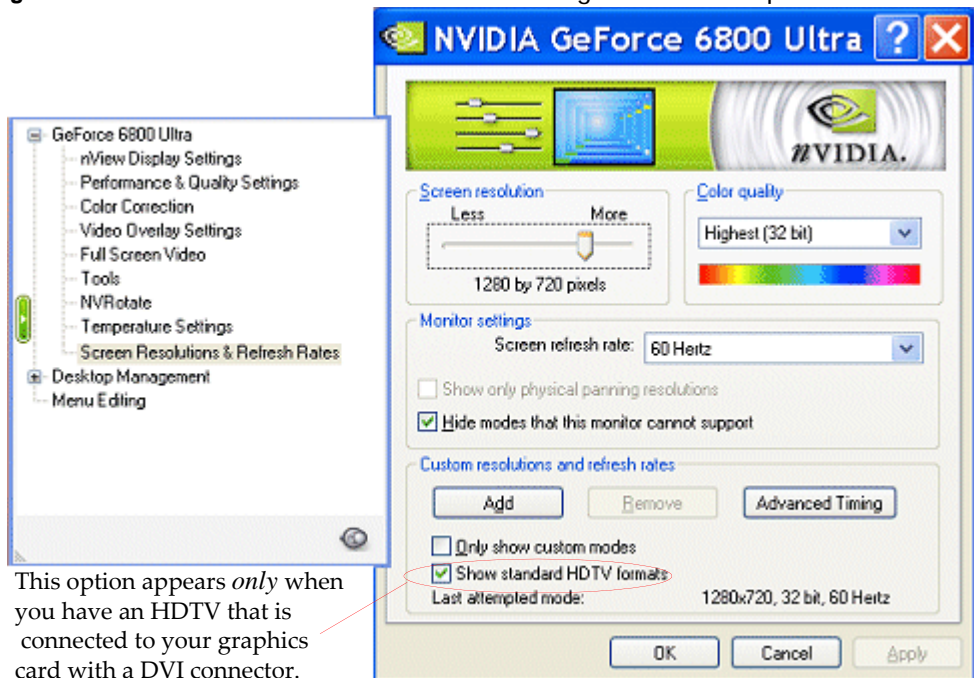 NVIDIA GeForce 6800 Ultra
nVIDIA.
GeForce 6800 Ultra
nView Display Settings
Performance & Quality Settings
Color Correction
Video Overlay Settings
Full Screen Video
Tools
NVRotate
Temperature Settings
Screen Resolutions & Refresh Rates
Desktop Management
Menu Editing
This option appears only when
you have an HDTV that is
connected to your graphics
card with a DVI connector.
Screen resolution
Less More
1280 by 720 pixels
Color quality
Highest (32 bit)
Monitor settings
Screen refresh rate: 60 Hertz
Show only physical panning resolutions
Hide modes that this monitor cannot support
Custom resolutions and refresh rates
Add Remove Advanced Timing
Only show custom modes
Show standard HDTV formats
Last attempted mode: 1280x720, 32 bit, 60 Hertz
OK Cancel Apply